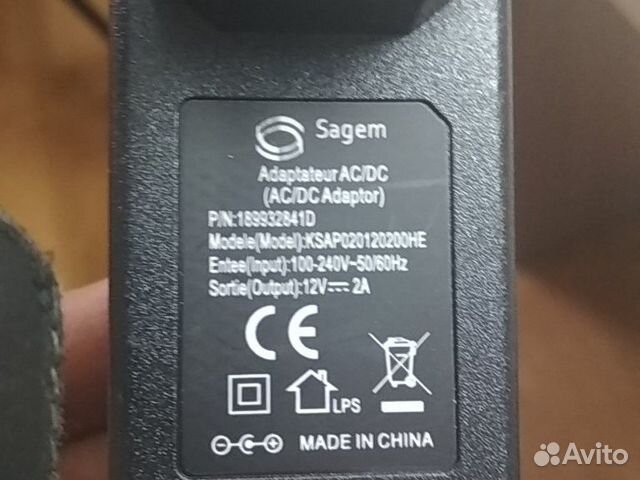 Sagem
Adaptateur AC/DC
(AC/DC Adaptor)
P/N:189932841D
Modele(Model):KSAP020120200HE
Entee(Input):100-240V~50/60Hz
Sortie(Output):12V⎓2A
CE
LPS
MADE IN CHINA
Avito